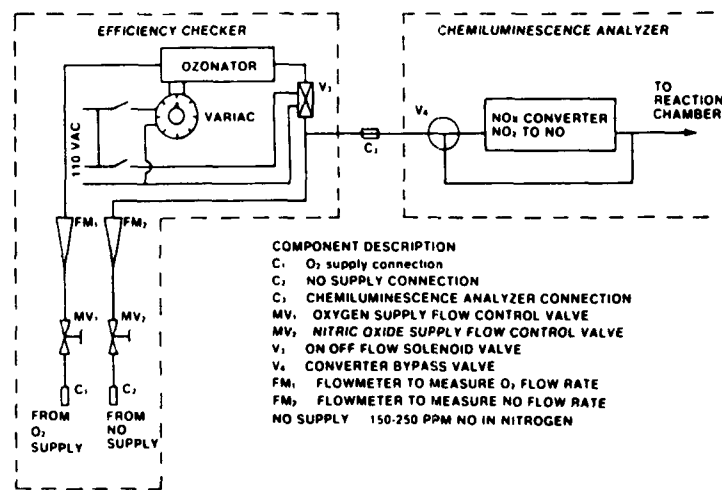 EFFICIENCY CHECKER
CHEMILUMINESCENCE ANALYZER
OZONATOR
V₃
VARIAC
110 VAC
C₃
V₄
NOx CONVERTER
NO₂ TO NO
TO
REACTION
CHAMBER
FM₁
FM₂
MV₁
MV₂
C₁
C₂
FROM
O₂
SUPPLY
FROM
NO
SUPPLY
COMPONENT DESCRIPTION
C₁ O₂ supply connection
C₂ NO SUPPLY CONNECTION
C₃ CHEMILUMINESCENCE ANALYZER CONNECTION
MV₁ OXYGEN SUPPLY FLOW CONTROL VALVE
MV₂ NITRIC OXIDE SUPPLY FLOW CONTROL VALVE
V₃ ON OFF FLOW SOLENOID VALVE
V₄ CONVERTER BYPASS VALVE
FM₁ FLOWMETER TO MEASURE O₂ FLOW RATE
FM₂ FLOWMETER TO MEASURE NO FLOW RATE
NO SUPPLY 150-250 PPM NO IN NITROGEN